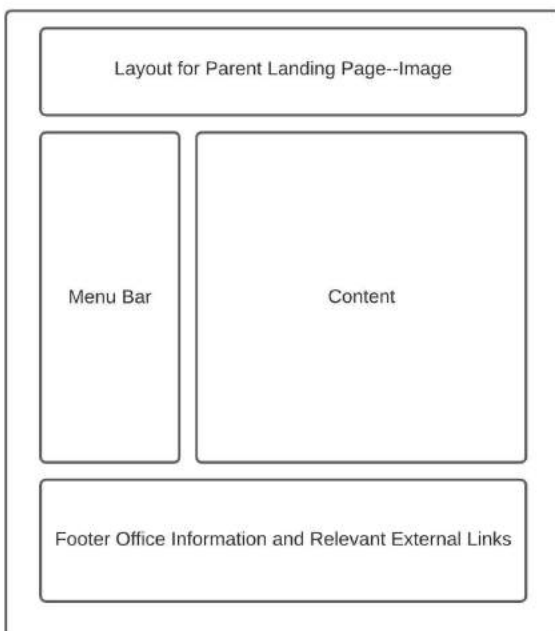 Layout for Parent Landing Page--Image
Menu Bar
Content
Footer Office Information and Relevant External Links